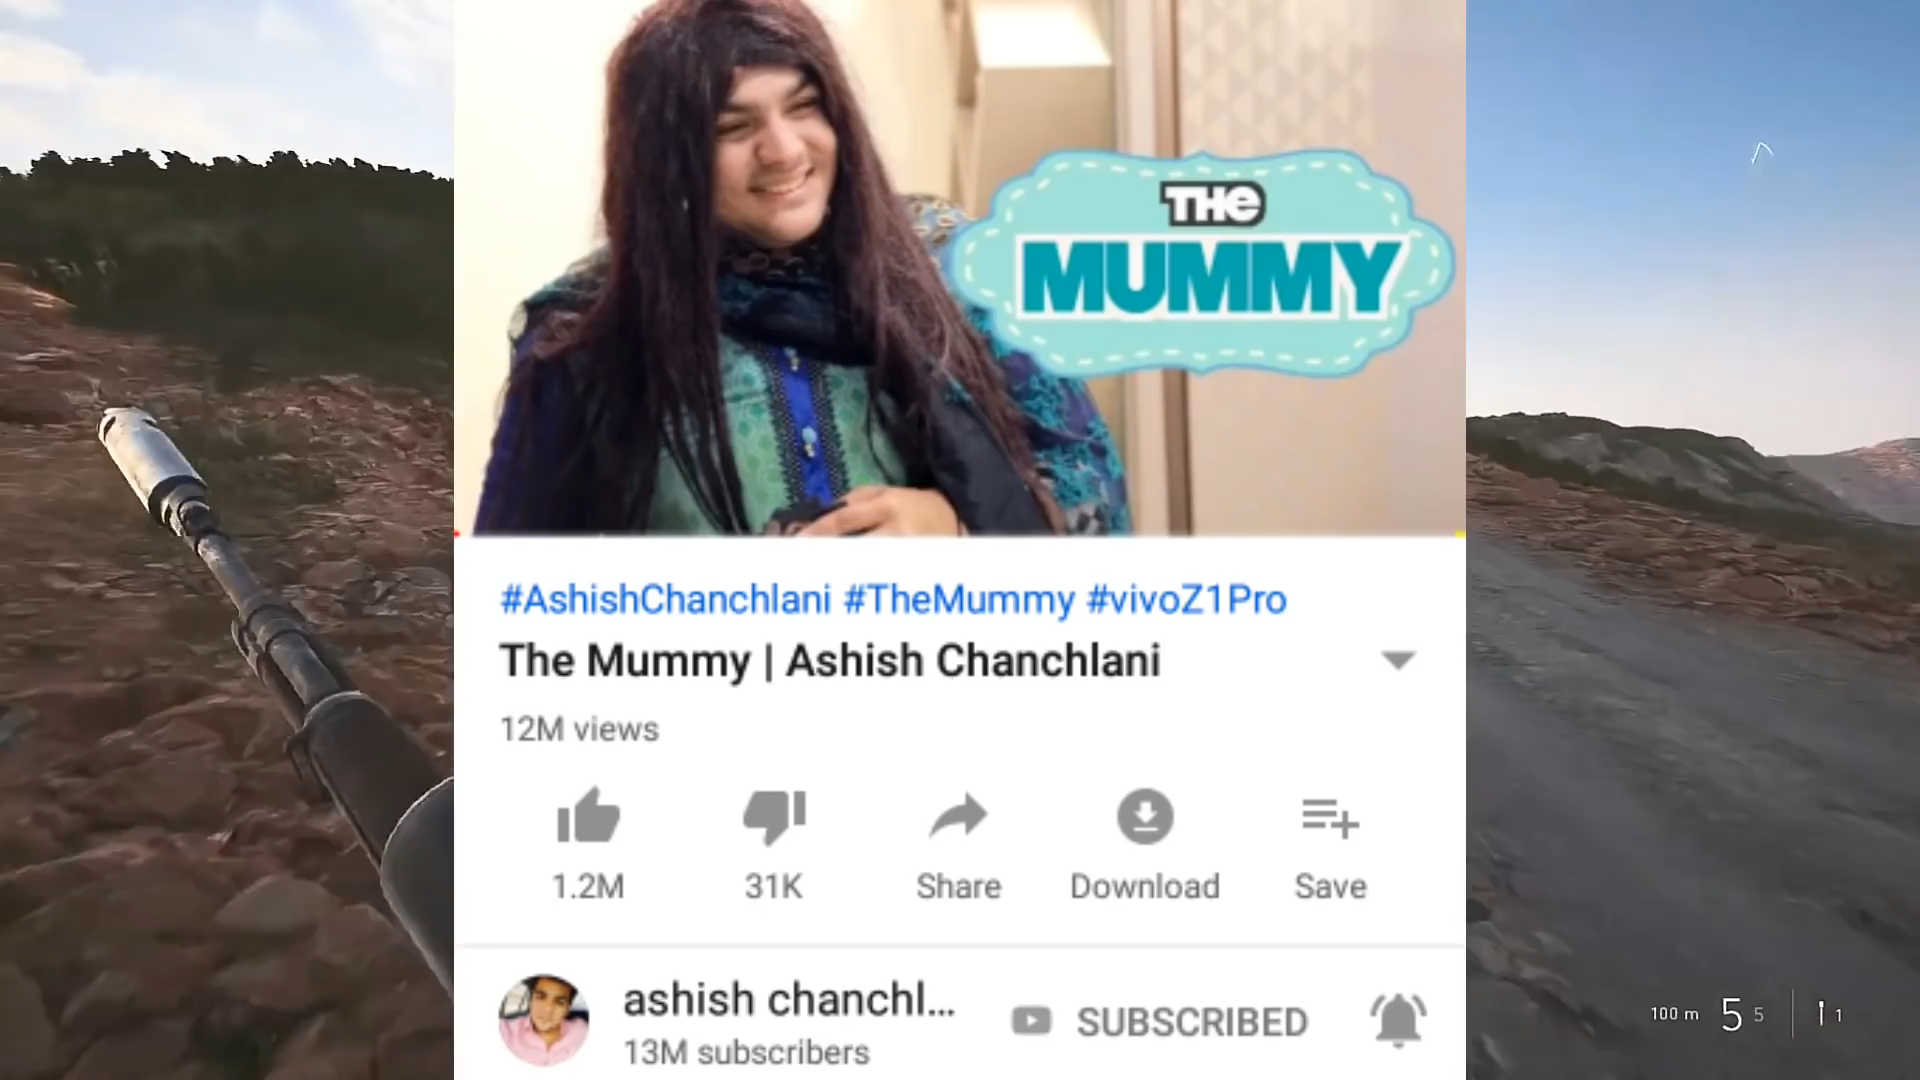 THe
MUMMY
#AshishChanchlani #TheMummy #vivoZ1Pro
The Mummy | Ashish Chanchlani
12M views
1.2M 31K Share Download Save
ashish chanchl...
SUBSCRIBED
13M subscribers
100 m 5 5 1